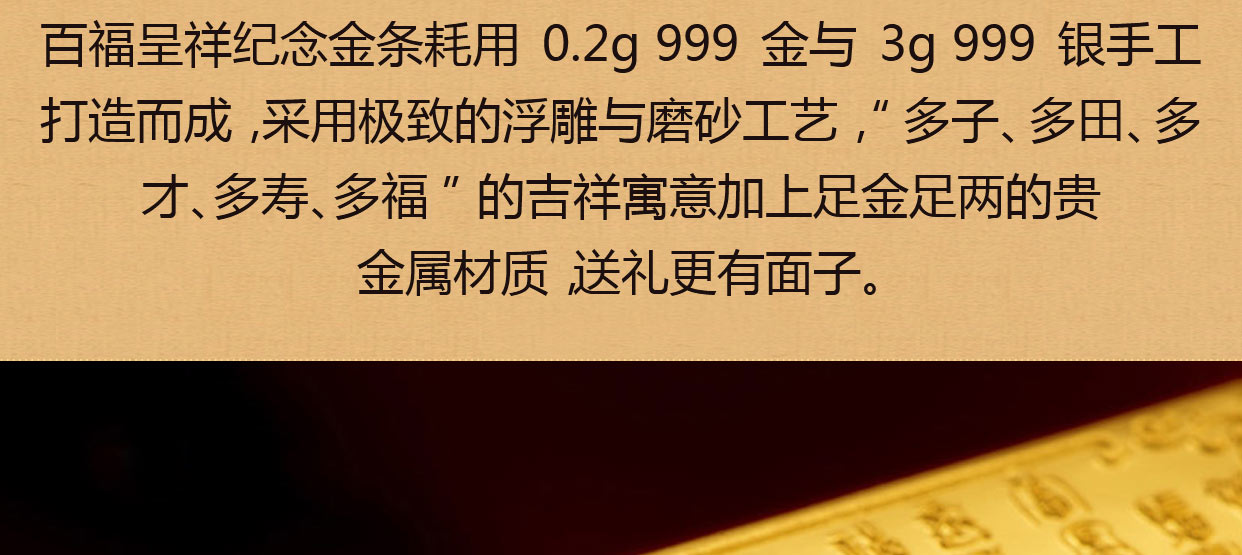 百福呈祥纪念金条耗用 0.2g 999 金与 3g 999 银手工
打造而成 ,采用极致的浮雕与磨砂工艺 ,“ 多子、多田、多
才、多寿、多福 ” 的吉祥寓意加上足金足两的贵
金属材质 ,送礼更有面子。